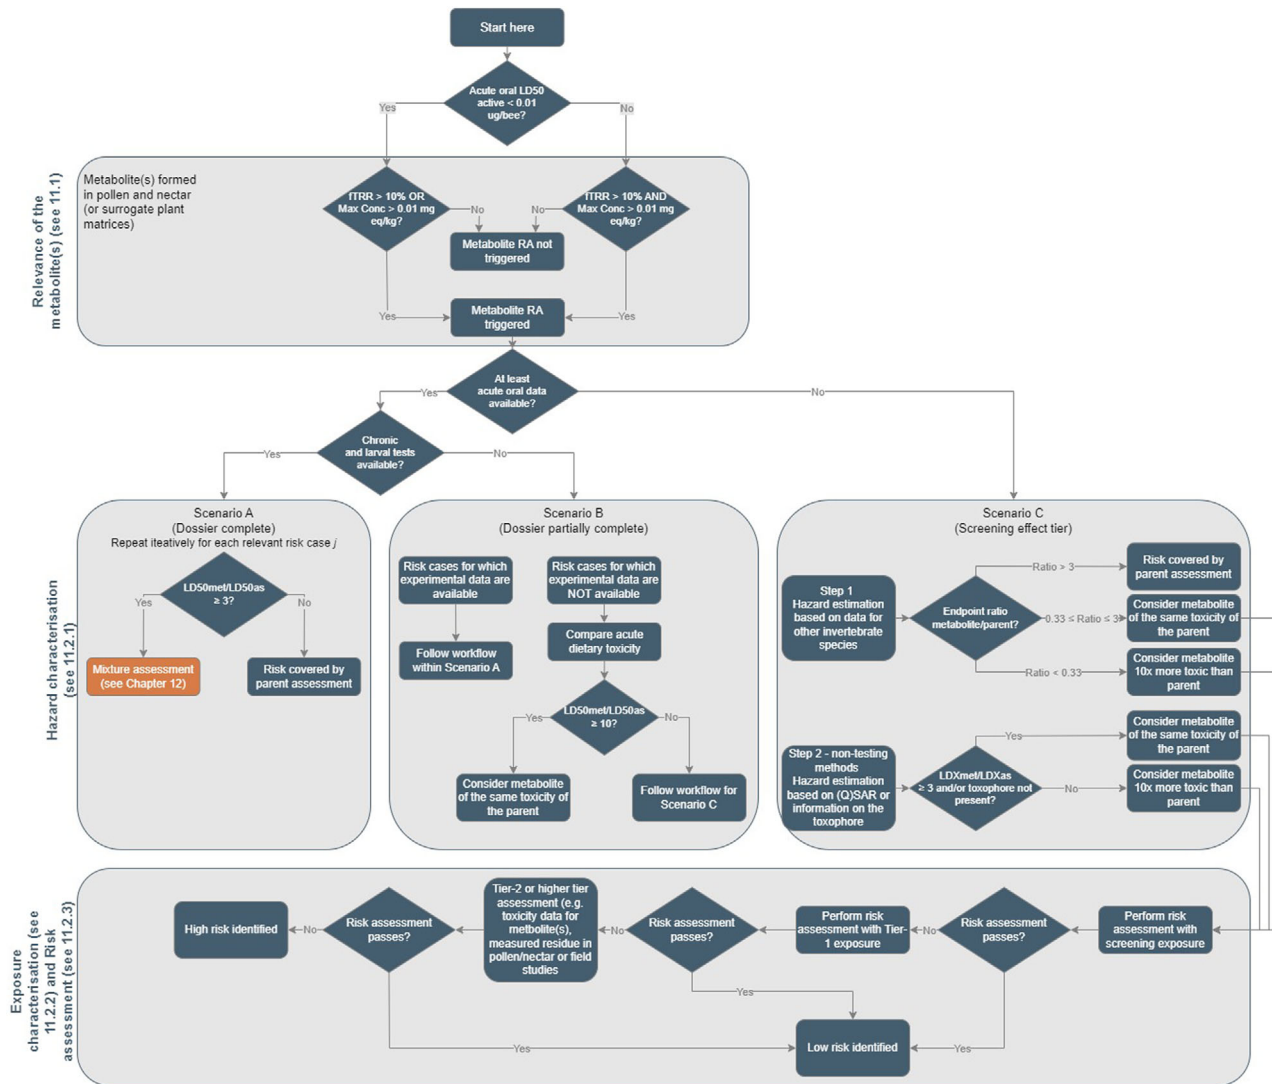 Start here
Acute oral LD50
active < 0.01
ug/bee?
Yes
No
Relevance of the
metabolite(s) (see 11.1)
Metabolite(s) formed
in pollen and nectar
(or surrogate plant
matrices)
fTRR > 10% OR
Max Conc > 0.01 mg
eq/kg?
No
fTRR > 10% AND
Max Conc > 0.01 mg
eq/kg?
No
Metabolite RA not
triggered
Yes
Metabolite RA
triggered
Yes
At least
acute oral data
available?
Yes
No
Chronic
and larval tests
available?
Yes
No
Hazard characterisation
(see 11.2.1)
Scenario A
(Dossier complete)
Repeat iteatively for each relevant risk case j
LD50met/LD50as
≥ 3?
Yes
No
Mixture assessment
(see Chapter 12)
Risk covered by
parent assessment
Scenario B
(Dossier partially complete)
Risk cases for which
experimental data are
available
Risk cases for which
experimental data are
NOT available
Follow workflow
within Scenario A
Compare acute
dietary toxicity
LD50met/LD50as
≥ 10?
Yes
No
Consider metabolite
of the same toxicity of
the parent
Follow workflow for
Scenario C
Scenario C
(Screening effect tier)
Step 1
Hazard estimation
based on data for
other invertebrate
species
Endpoint ratio
metabolite/parent?
Ratio > 3
Risk covered by
parent assessment
0.33 ≤ Ratio ≤ 3
Consider metabolite
of the same toxicity of
the parent
Ratio < 0.33
Consider metabolite
10x more toxic than
parent
Step 2 - non-testing
methods
Hazard estimation
based on (Q)SAR or
information on the
toxophore
LDXmet/LDXas
≥ 3 and/or toxophore not
present?
Yes
Consider metabolite
of the same toxicity of
the parent
No
Consider metabolite
10x more toxic than
parent
Exposure
characterisation (see
11.2.2) and Risk
assessment (see 11.2.3)
High risk identified
No
Risk assessment
passes?
Tier-2 or higher tier
assessment (e.g.
toxicity data for
metbolite(s),
measured residue in
pollen/nectar or field
studies
No
Risk assessment
passes?
Perform risk
assessment with Tier-
1 exposure
No
Risk assessment
passes?
Perform risk
assessment with
screening exposure
Yes
Yes
Low risk identified
Yes